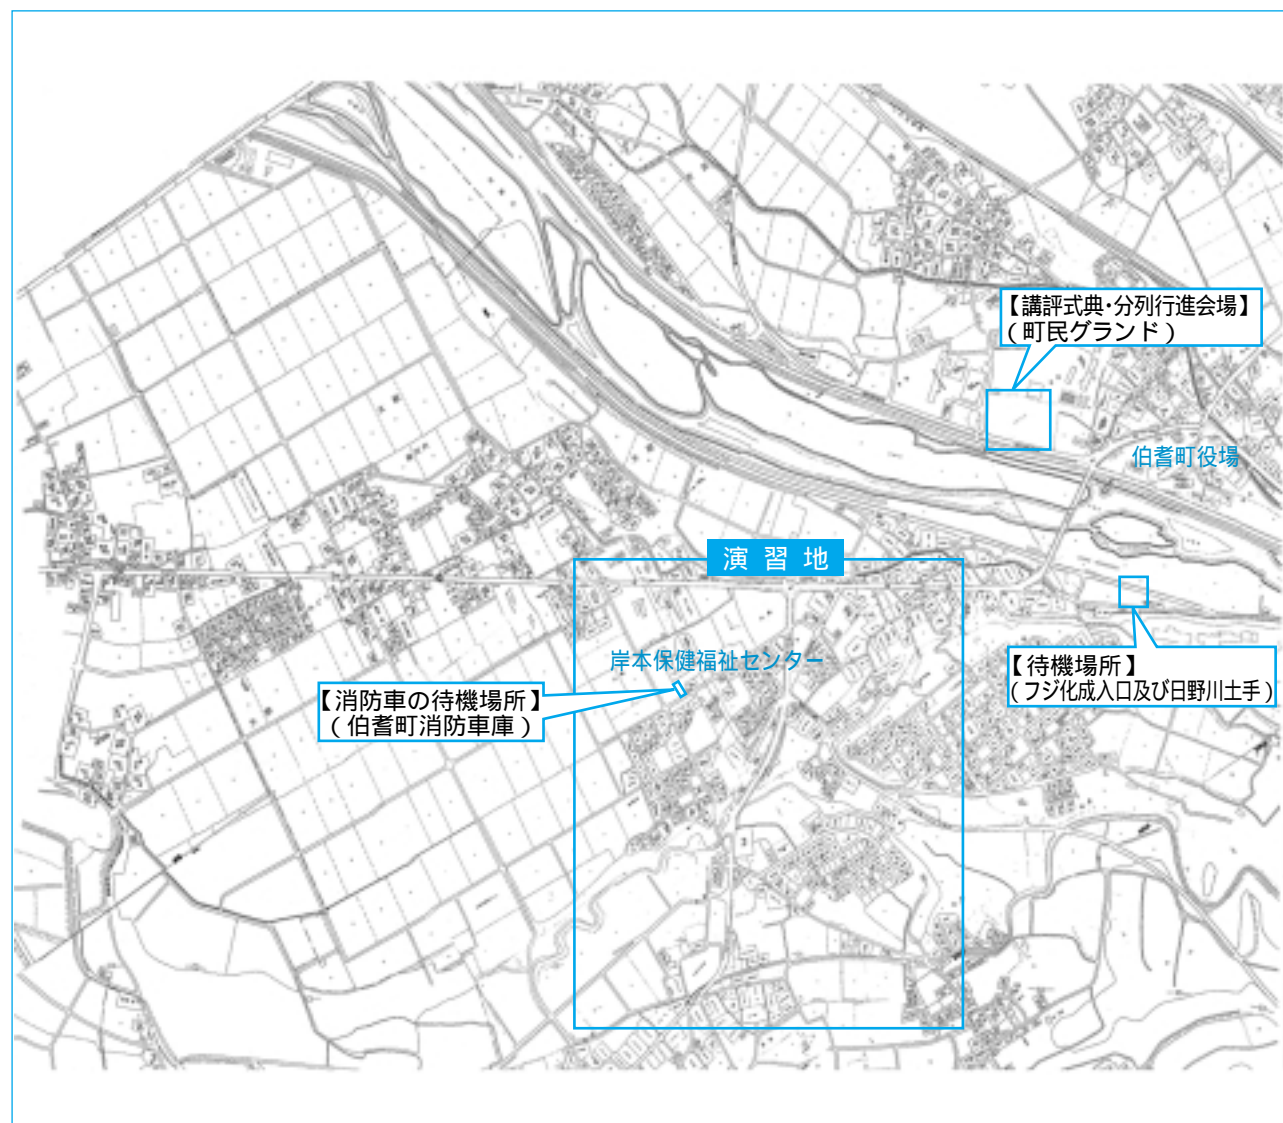 【講評式典・分列行進会場】
(町民グランド)
伯耆町役場
演習地
岸本保健福祉センター
【待機場所】
(フジ化成入口及び日野川土手)
【消防車の待機場所】
(伯耆町消防車庫)